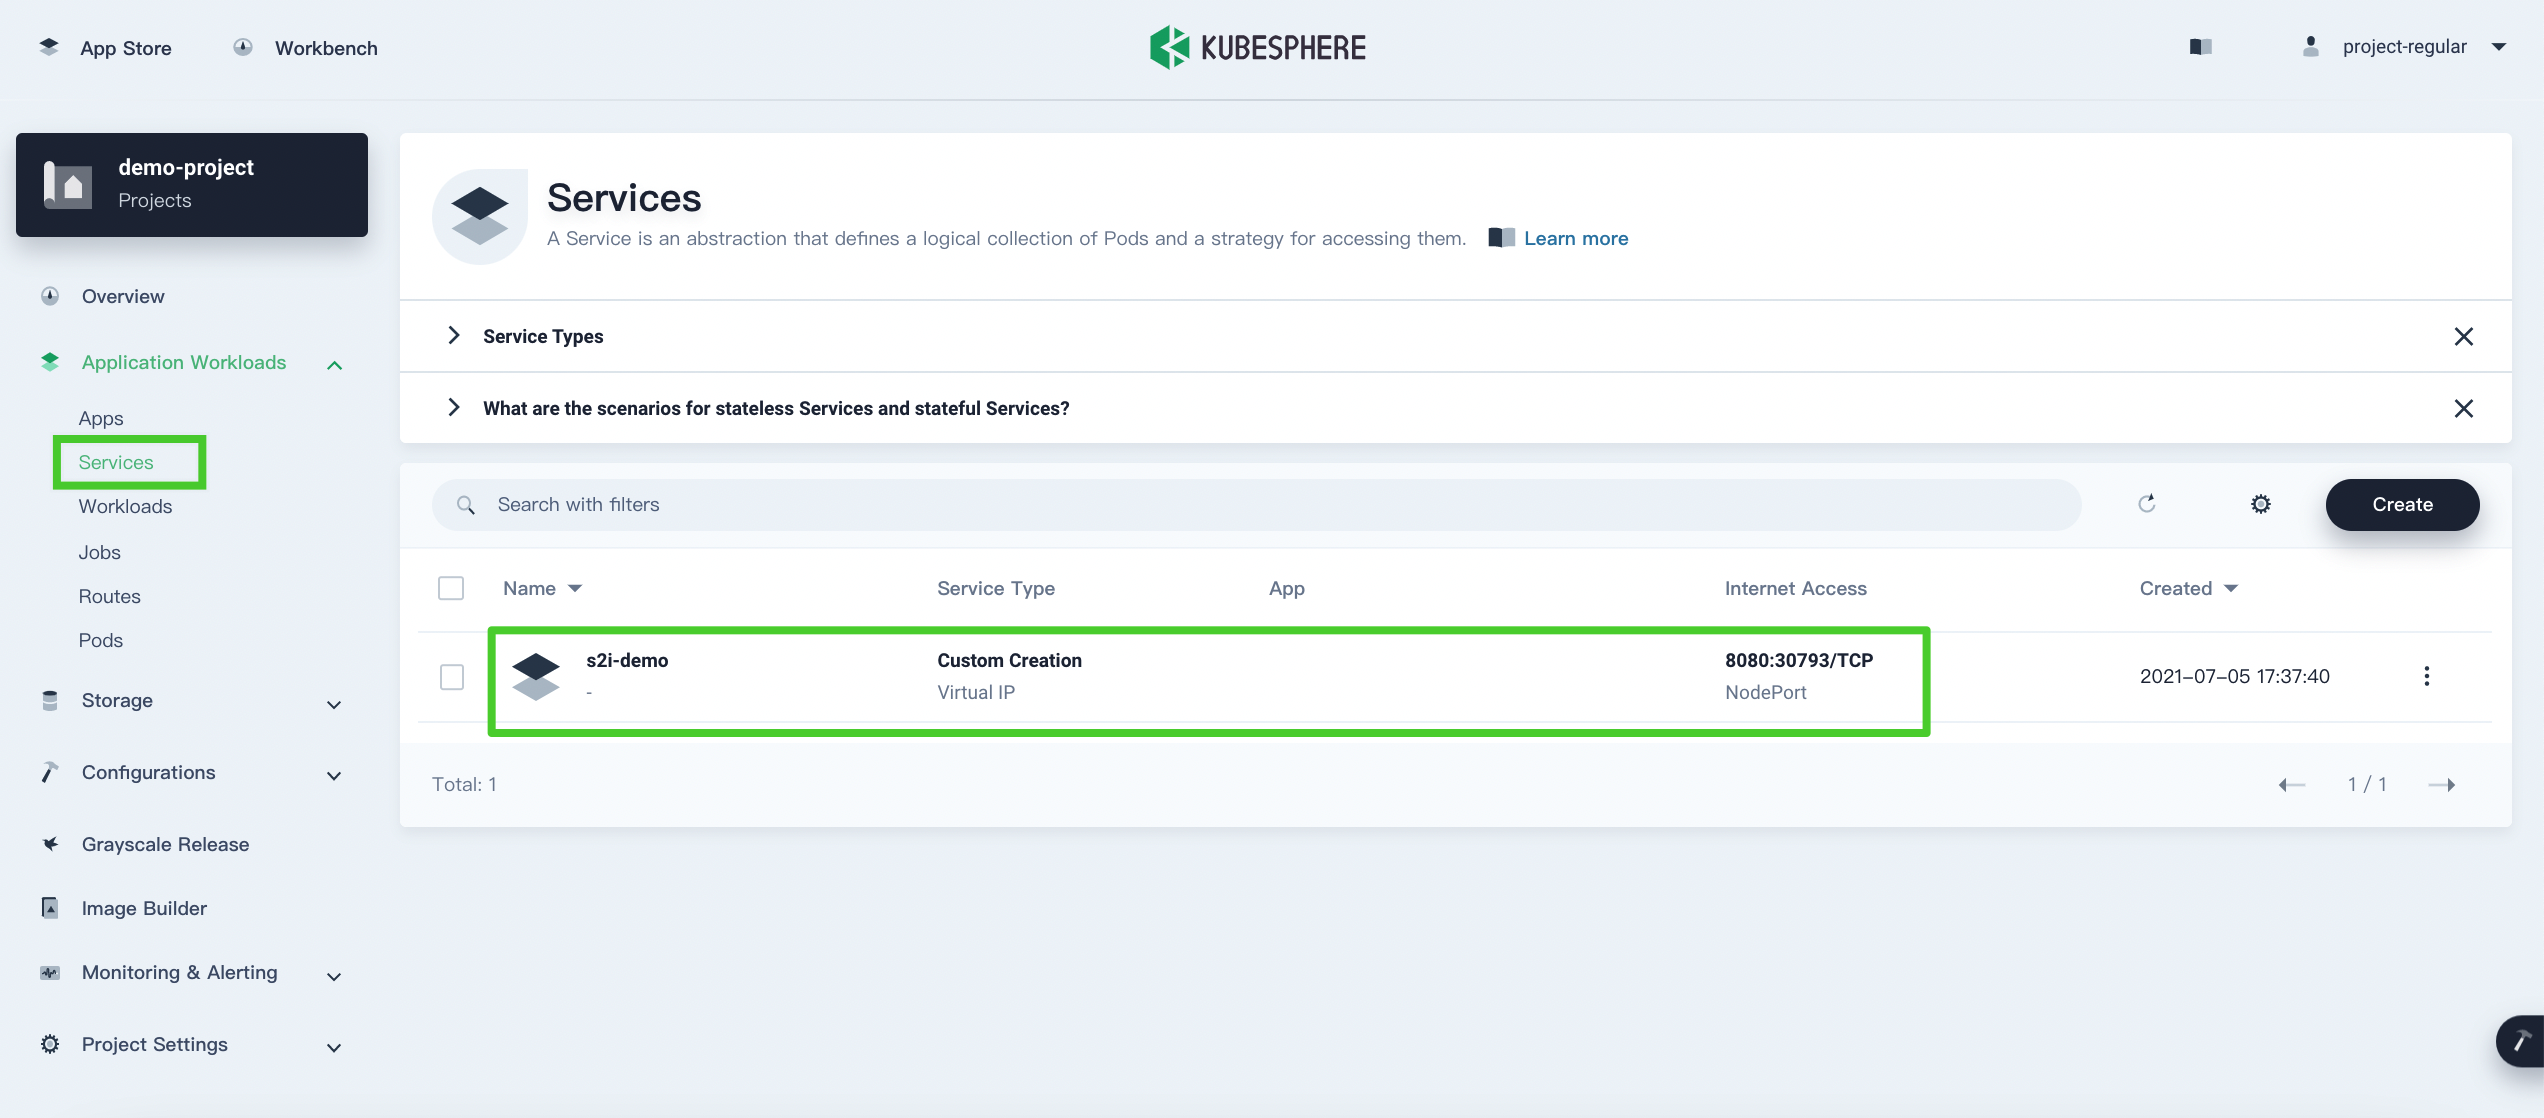 App Store
Workbench
KUBESPHERE
project-regular
demo-project
Projects
Overview
Application Workloads
Apps
Services
Workloads
Jobs
Routes
Pods
Storage
Configurations
Grayscale Release
Image Builder
Monitoring & Alerting
Project Settings
Services
A Service is an abstraction that defines a logical collection of Pods and a strategy for accessing them. Learn more
Service Types
What are the scenarios for stateless Services and stateful Services?
Search with filters
Create
Name Service Type App Internet Access Created
s2i-demo Custom Creation 8080:30793/TCP 2021-07-05 17:37:40
- Virtual IP NodePort
Total: 1
1 / 1